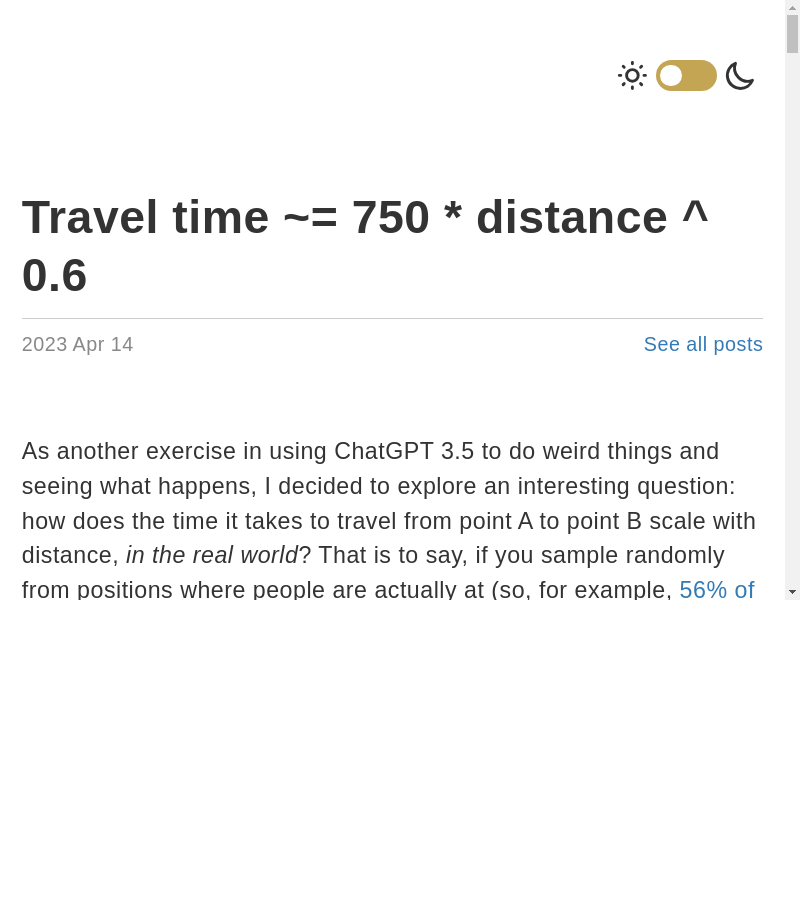 Travel time ~= 750 * distance ^
0.6
2023 Apr 14 See all posts
As another exercise in using ChatGPT 3.5 to do weird things and
seeing what happens, I decided to explore an interesting question:
how does the time it takes to travel from point A to point B scale with
distance, in the real world? That is to say, if you sample randomly
from positions where people are actually at (so, for example, 56% of